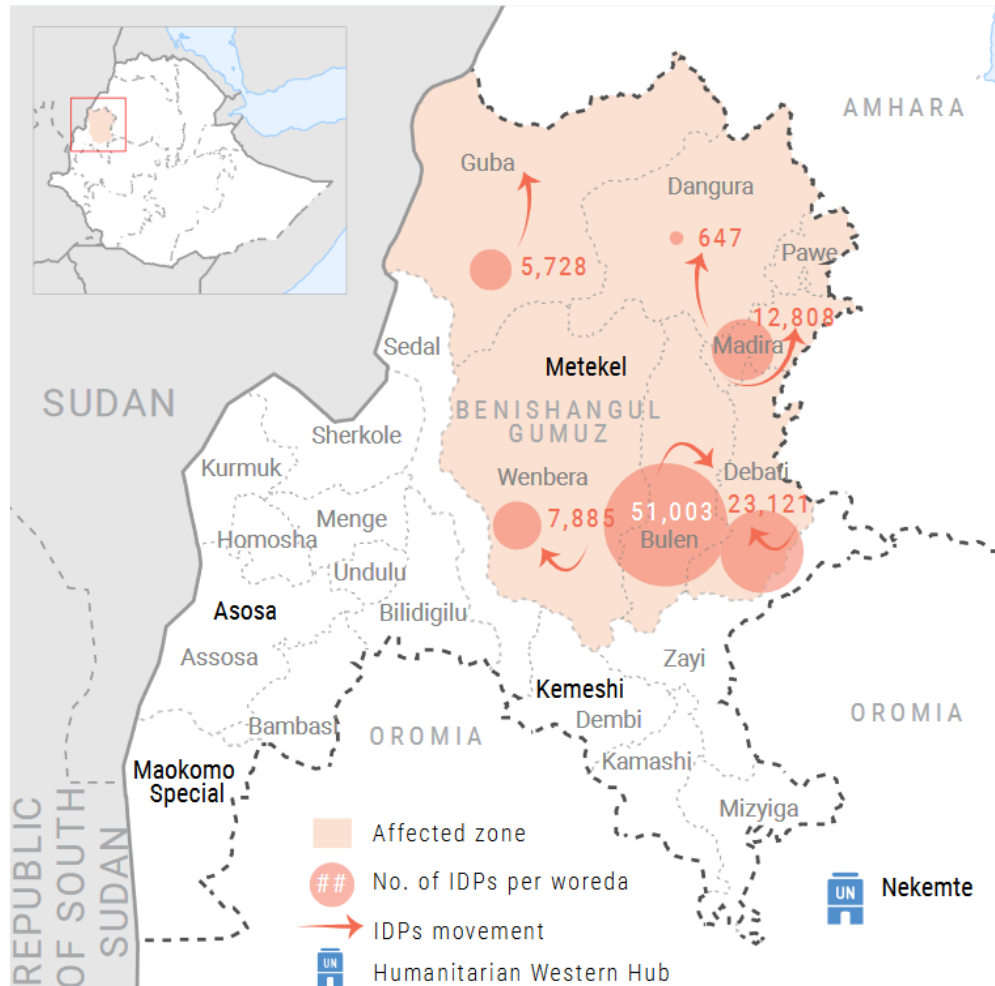 AMHARA
Guba
Dangura
647
Pawe
5,728
12,808
Madira
Sedal
Metekel
SUDAN
BENISHANGUL
GUMUZ
Sherkole
Kurmuk
Wenbera
Debati
23,121
7,885
51,003
Menge
Homosha
Bulen
Undulu
Asosa
Bilidigilu
Assosa
Zayi
Kemeshi
Dembi
OROMIA
Bambasi
OROMIA
Kamashi
Maokomo
Special
Mizyiga
REPUBLIC
OF SOUTH
SUDAN
Affected zone
## No. of IDPs per woreda
IDPs movement
UN Humanitarian Western Hub
UN Nekemte